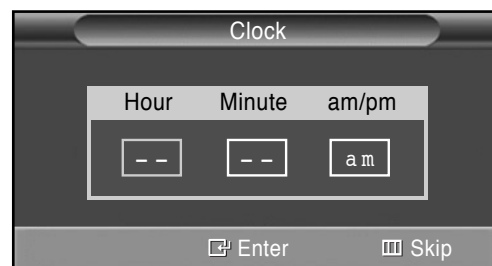 Clock
Hour Minute am/pm
– – – – am
Enter Skip